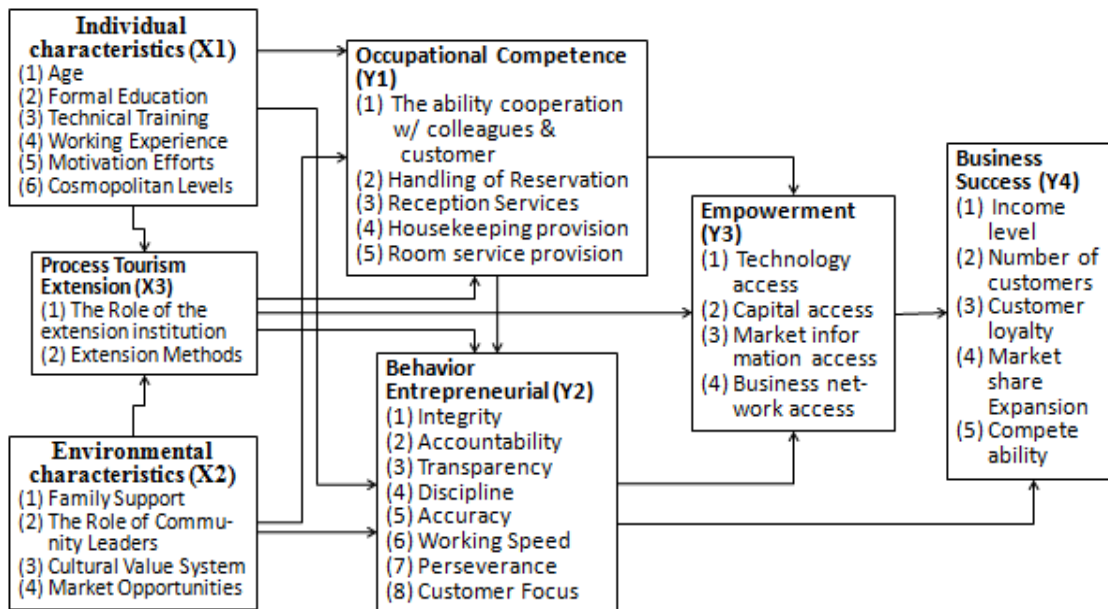 Individual
characteristics (X1)
(1) Age
(2) Formal Education
(3) Technical Training
(4) Working Experience
(5) Motivation Efforts
(6) Cosmopolitan Levels
Process Tourism
Extension (X3)
(1) The Role of the
extension institution
(2) Extension Methods
Environmental
characteristics (X2)
(1) Family Support
(2) The Role of Commu-
nity Leaders
(3) Cultural Value System
(4) Market Opportunities
Occupational Competence
(Y1)
(1) The ability cooperation
w/ colleagues &
customer
(2) Handling of Reservation
(3) Reception Services
(4) Housekeeping provision
(5) Room service provision
Behavior
Entrepreneurial (Y2)
(1) Integrity
(2) Accountability
(3) Transparency
(4) Discipline
(5) Accuracy
(6) Working Speed
(7) Perseverance
(8) Customer Focus
Empowerment
(Y3)
(1) Technology
access
(2) Capital access
(3) Market infor
mation access
(4) Business net-
work access
Business
Success (Y4)
(1) Income
level
(2) Number of
customers
(3) Customer
loyalty
(4) Market
share
Expansion
(5) Compete
ability